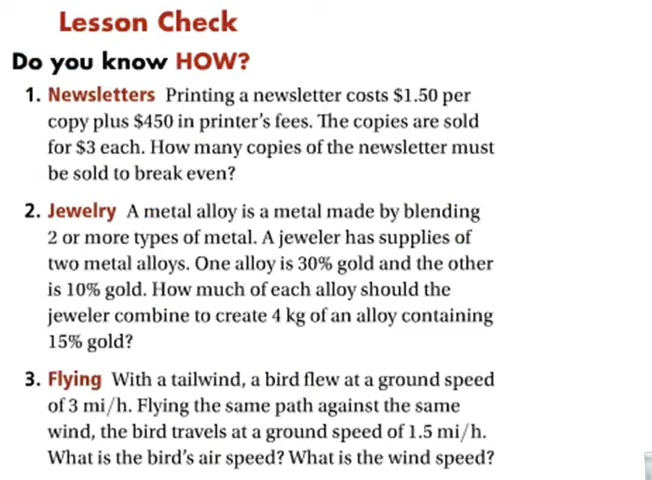 Lesson Check
Do you know HOW?
1. Newsletters Printing a newsletter costs $1.50 per
copy plus $450 in printer's fees. The copies are sold
for $3 each. How many copies of the newsletter must
be sold to break even?
2. Jewelry A metal alloy is a metal made by blending
2 or more types of metal. A jeweler has supplies of
two metal alloys. One alloy is 30% gold and the other
is 10% gold. How much of each alloy should the
jeweler combine to create 4 kg of an alloy containing
15% gold?
3. Flying With a tailwind, a bird flew at a ground speed
of 3 mi/h. Flying the same path against the same
wind, the bird travels at a ground speed of 1.5 mi/h.
What is the bird's air speed? What is the wind speed?